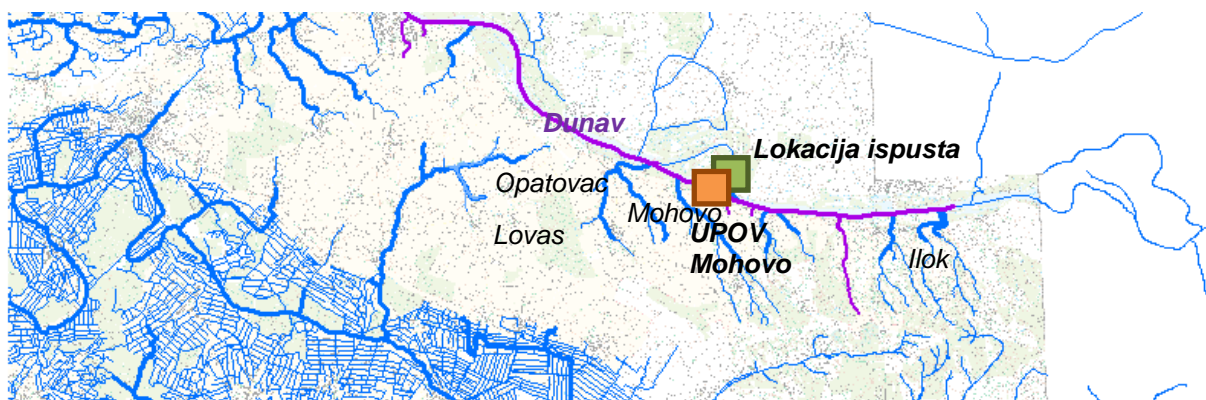 Dunav
Lokacija ispusta
Opatovac
Mohovo
Lovas
UPOV
Mohovo
Ilok